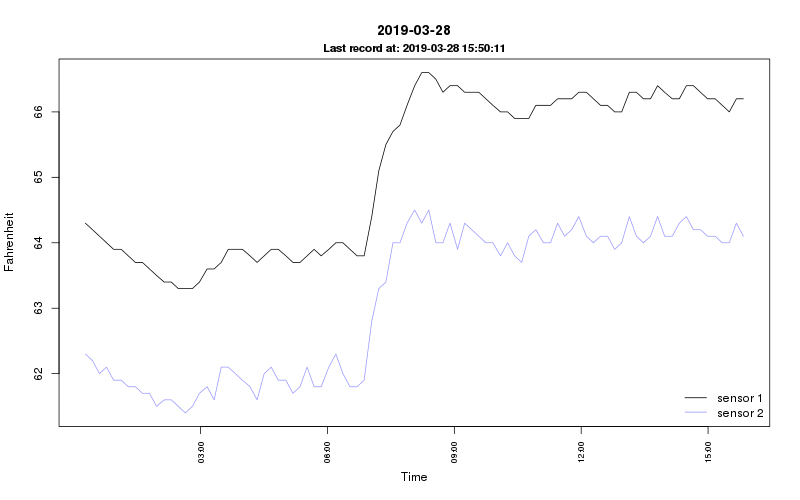 2019-03-28
Last record at: 2019-03-28 15:50:11
Fahrenheit
66
65
64
63
62
03:00
06:00
09:00
12:00
15:00
Time
sensor 1
sensor 2